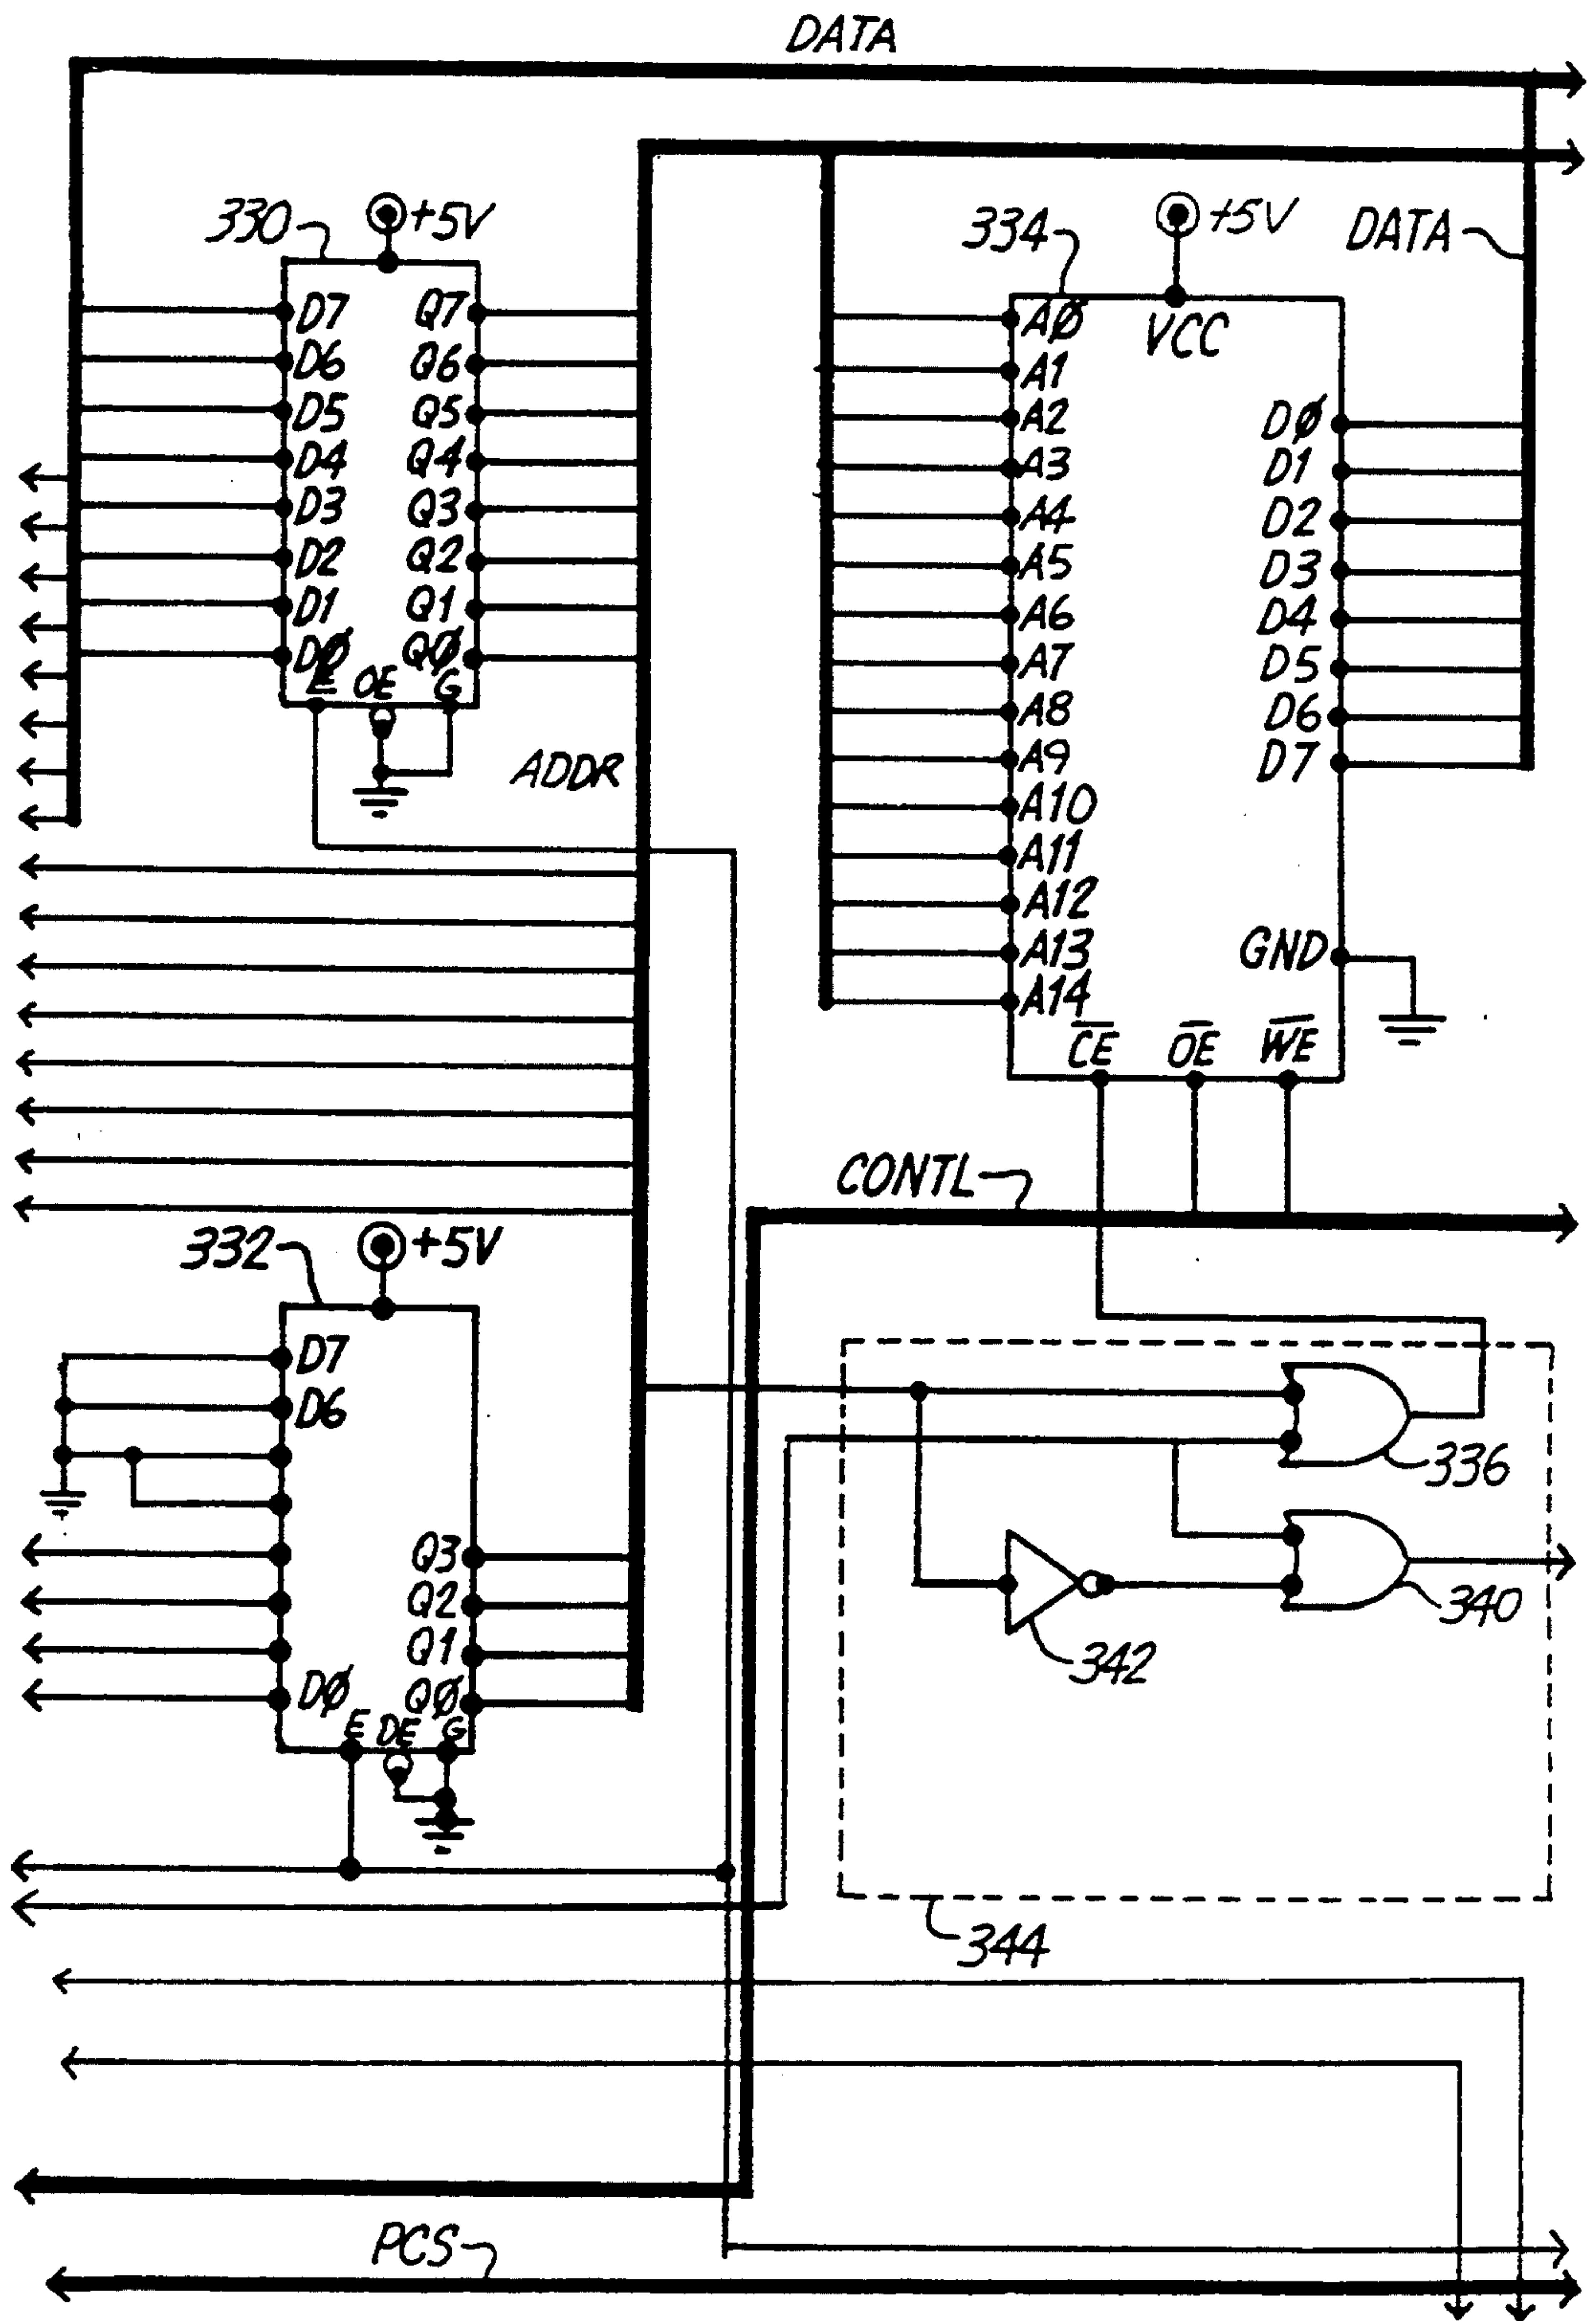 DATA
330
+5V
D7
D6
D5
D4
D3
D2
D1
DØ
Q7
Q6
Q5
Q4
Q3
Q2
Q1
QØ
E OE G
ADDR
334
+5V
DATA
VCC
AØ
A1
A2
A3
A4
A5
A6
A7
A8
A9
A10
A11
A12
A13
A14
DØ
D1
D2
D3
D4
D5
D6
D7
GND
C̅E̅ O̅E̅ W̅E̅
CONTL
332
+5V
D7
D6
DØ
Q3
Q2
Q1
QØ
E DE G
336
340
342
344
PCS